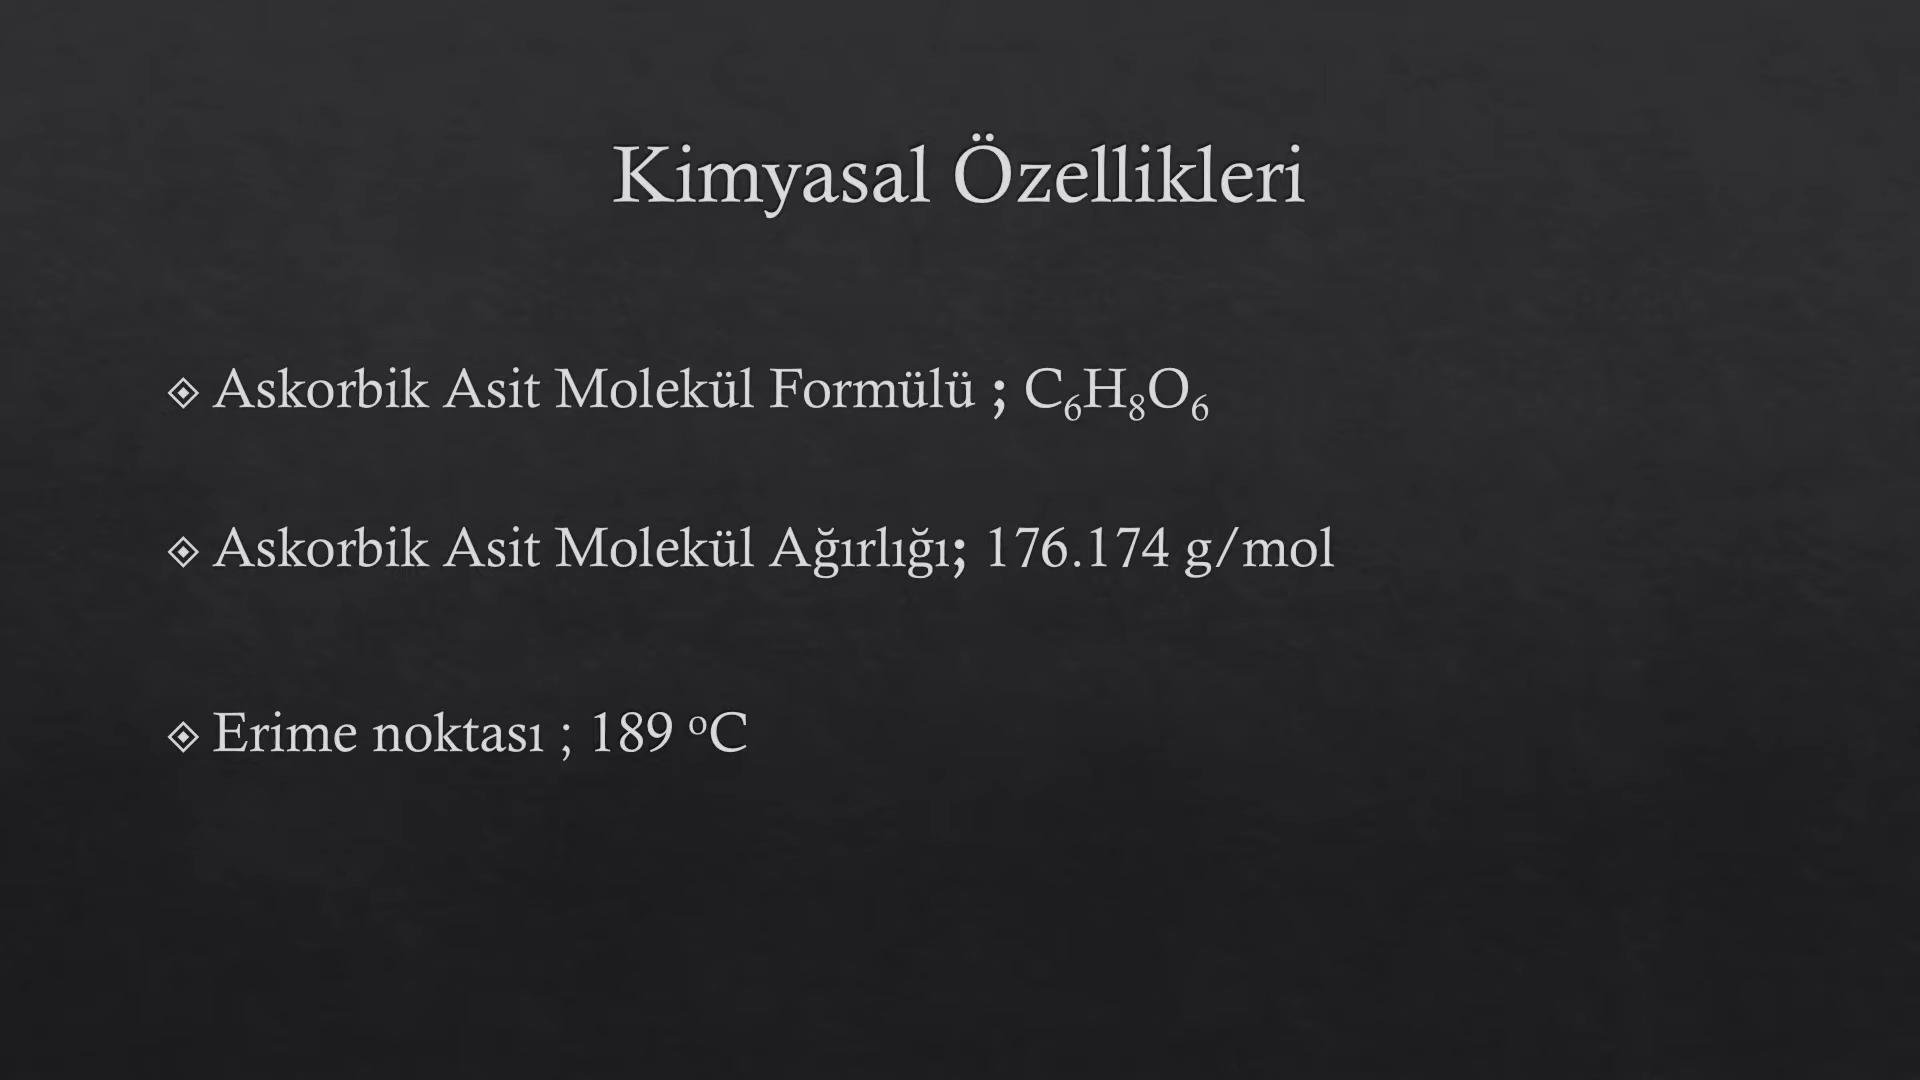 Kimyasal Özellikleri
Askorbik Asit Molekül Formülü ; C₆H₈O₆
Askorbik Asit Molekül Ağırlığı; 176.174 g/mol
Erime noktası ; 189 ᵒC